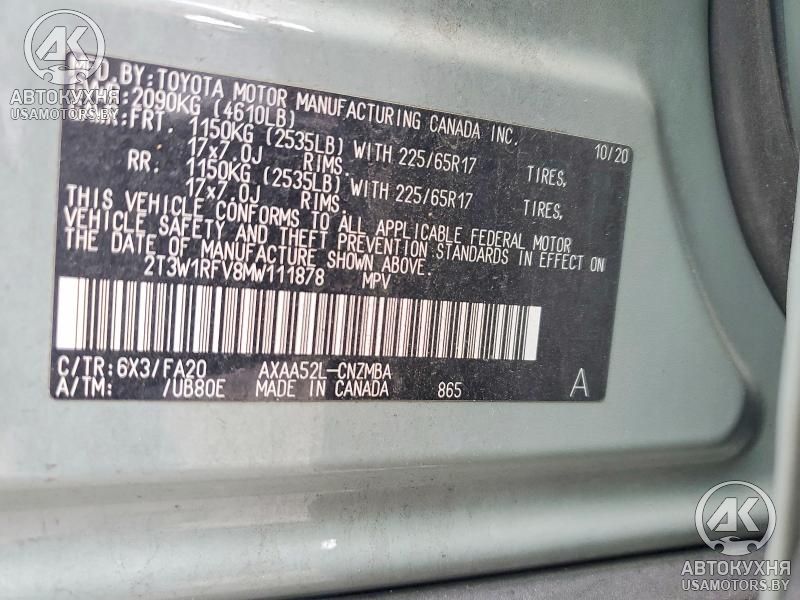 AK
АВТОКУХНЯ
USAMOTORS.BY
MFD. BY: TOYOTA MOTOR MANUFACTURING CANADA INC.
2090KG (4610LB)
10/20
FRT. 1150KG (2535LB) WITH 225/65R17 TIRES,
17x7.0J RIMS.
RR: 1150KG (2535LB) WITH 225/65R17 TIRES,
17x7.0J RIMS.
THIS VEHICLE CONFORMS TO ALL APPLICABLE FEDERAL MOTOR
VEHICLE SAFETY AND THEFT PREVENTION STANDARDS IN EFFECT ON
THE DATE OF MANUFACTURE SHOWN ABOVE.
2T3W1RFV8MW111878 MPV
C/TR: 6X3/FA20 AXAA52L-CNZMBA
A/TM: /UB80E MADE IN CANADA 865 A
AK
АВТОКУХНЯ
USAMOTORS.BY